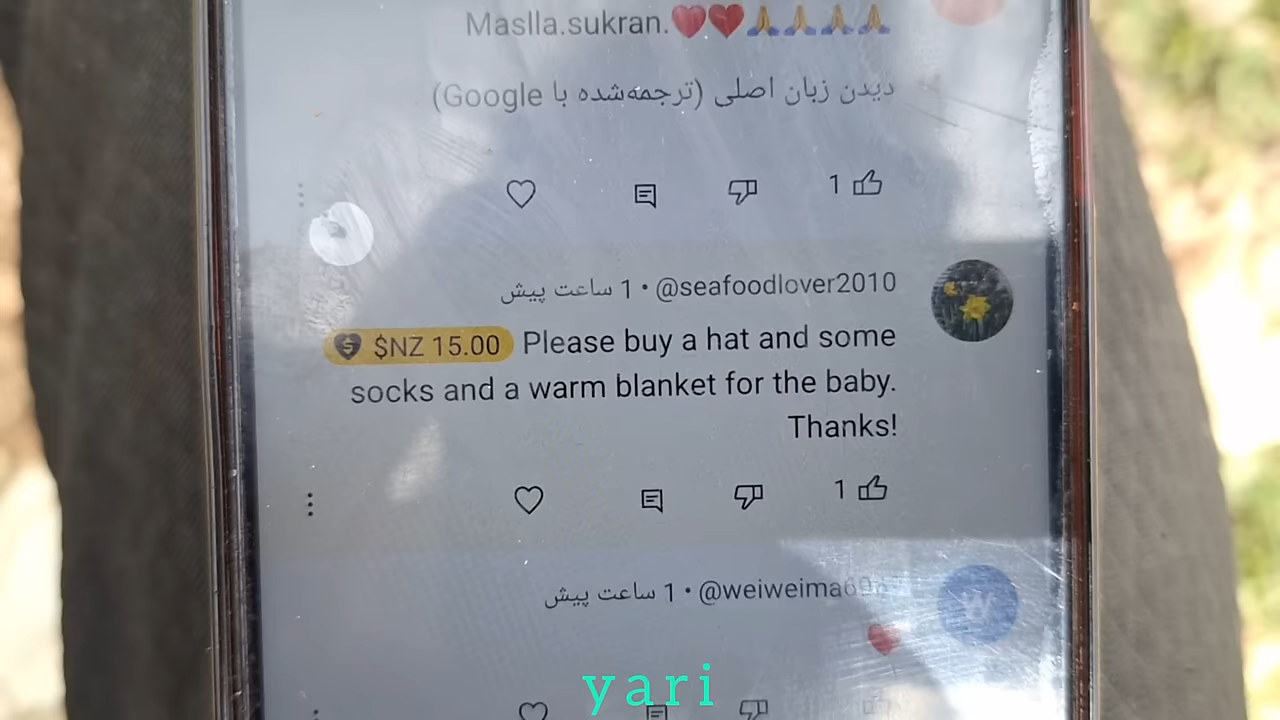 Maslla.sukran.❤️❤️🙏🙏🙏🙏
دیدن زبان اصلی (ترجمه‌شده با Google)
1
@seafoodlover2010 • 1 ساعت پیش
$NZ 15.00 Please buy a hat and some
socks and a warm blanket for the baby.
Thanks!
1
• 1 ساعت پیش
W
❤️
yari